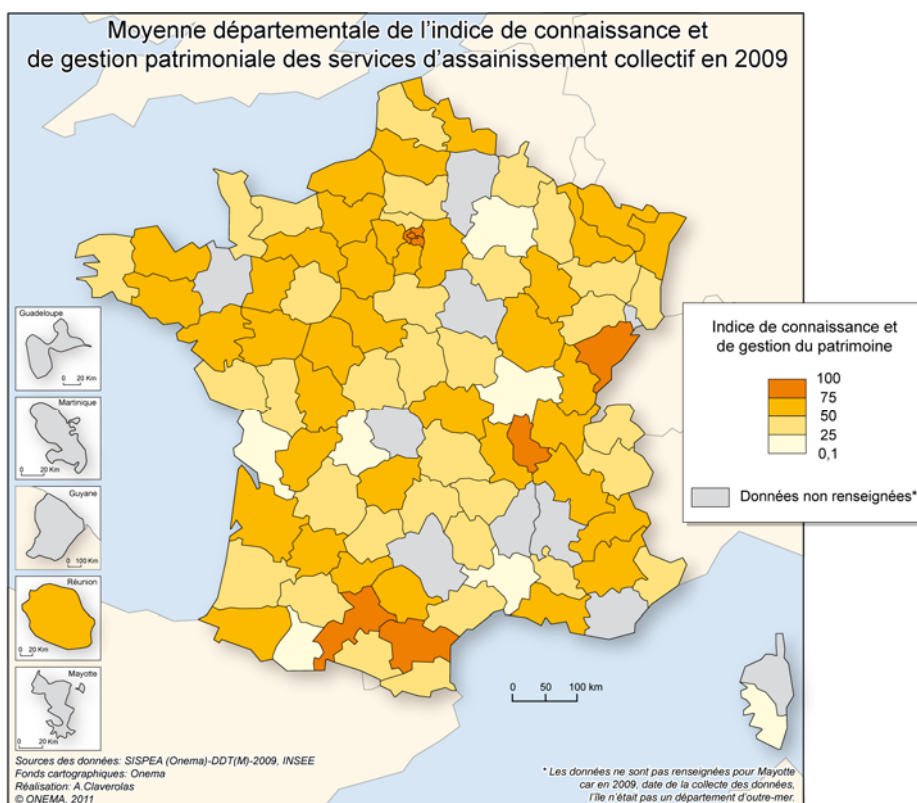 Moyenne départementale de l'indice de connaissance et
de gestion patrimoniale des services d'assainissement collectif en 2009
Guadeloupe
0 20 Km
Martinique
0 20 Km
Guyane
0 100 Km
Réunion
0 20 Km
Mayotte
0 20 Km
Indice de connaissance et
de gestion du patrimoine
100
75
50
25
0,1
Données non renseignées*
0 50 100 km
Sources des données: SISPEA (Onema)-DDT(M)-2009, INSEE
Fonds cartographiques: Onema
Réalisation: A.Claverolas
© ONEMA, 2011
* Les données ne sont pas renseignées pour Mayotte
car en 2009, date de la collecte des données,
l'île n'était pas un département d'outre-mer.